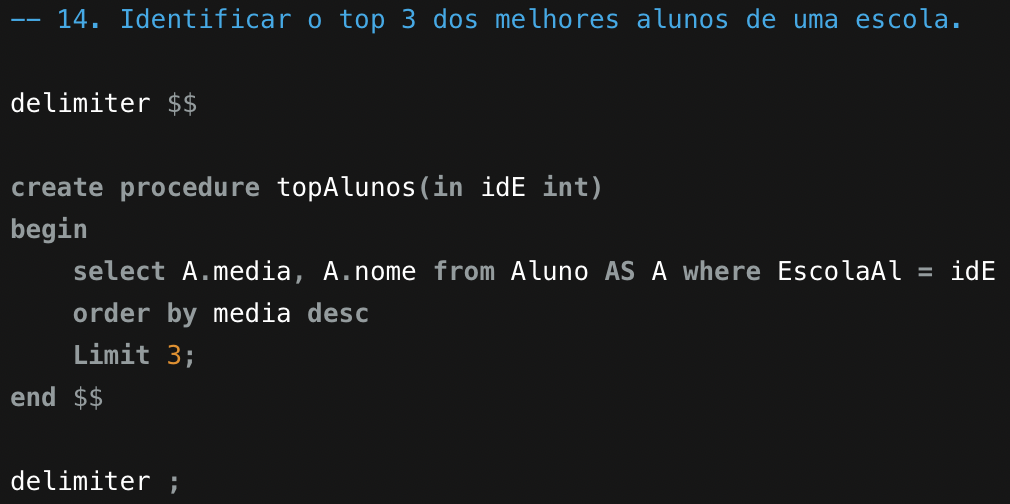 -- 14. Identificar o top 3 dos melhores alunos de uma escola.
delimiter $$
create procedure topAlunos(in idE int)
begin
select A.media, A.nome from Aluno AS A where EscolaAl = idE
order by media desc
Limit 3;
end $$
delimiter ;